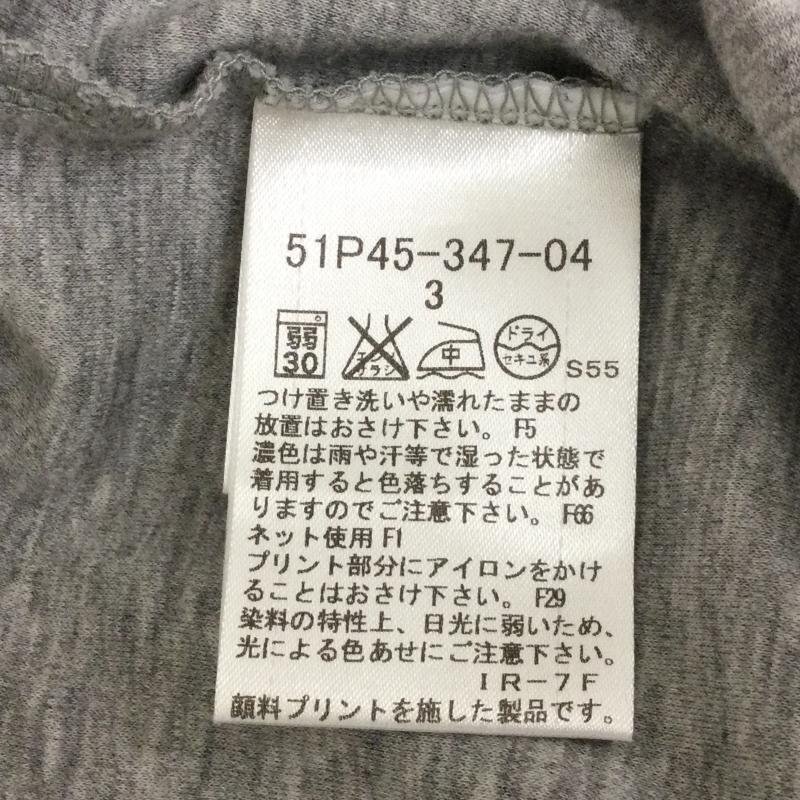 51P45-347-04
3
弱
30
エンソ
サラシ
中
ドライ
セキユ系
S55
つけ置き洗いや濡れたままの
放置はおさけ下さい。F5
濃色は雨や汗等で湿った状態で
着用すると色落ちすることがあ
りますのでご注意下さい。F66
ネット使用F1
プリント部分にアイロンをかけ
ることはおさけ下さい。F29
染料の特性上、日光に弱いため、
光による色あせにご注意下さい。
IR-7F
顔料プリントを施した製品です。